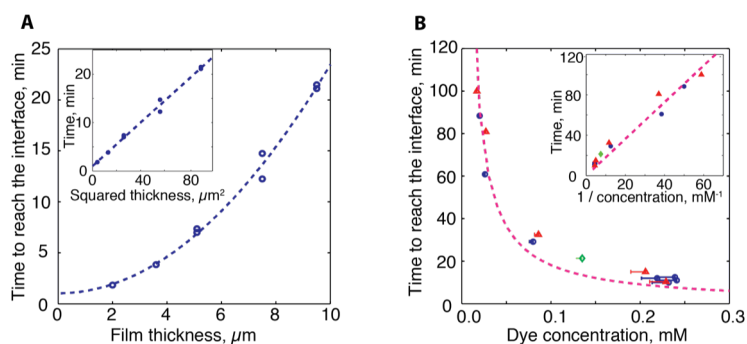 A
Time to reach the interface, min
25
20
15
10
5
0
0 2 4 6 8 10
Film thickness, µm
Time, min
20
0
0 40 80
Squared thickness, µm²
B
Time to reach the interface, min
120
100
80
60
40
20
0
0.0 0.1 0.2 0.3
Dye concentration, mM
Time, min
120
80
40
0
20 40 60
1 / concentration, mM⁻¹